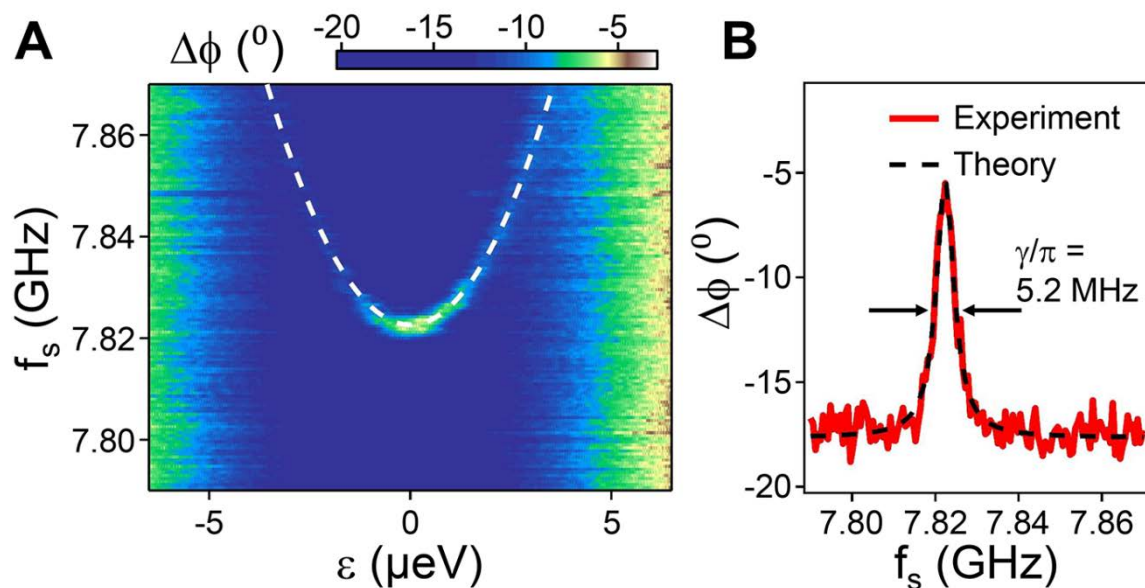 A
Δϕ (⁰)
-20 -15 -10 -5
f_s (GHz)
7.86
7.84
7.82
7.80
-5 0 5
ε (µeV)
B
Experiment
Theory
γ/π =
5.2 MHz
Δϕ (⁰)
-5
-10
-15
-20
7.80 7.82 7.84 7.86
f_s (GHz)